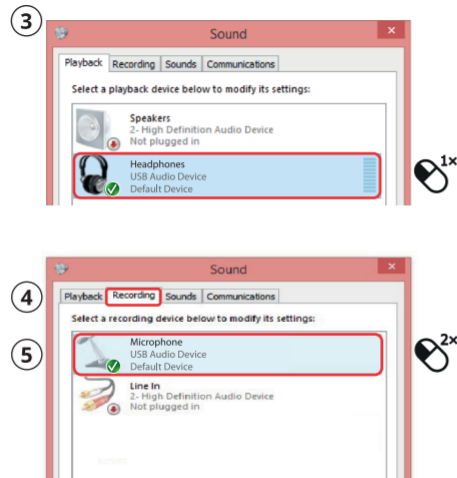 3
Sound
Playback Recording Sounds Communications
Select a playback device below to modify its settings:
Speakers
2- High Definition Audio Device
Not plugged in
Headphones
USB Audio Device
Default Device
1×
Sound
4
Playback Recording Sounds Communications
Select a recording device below to modify its settings:
5
Microphone
USB Audio Device
Default Device
2×
Line In
2- High Definition Audio Device
Not plugged in